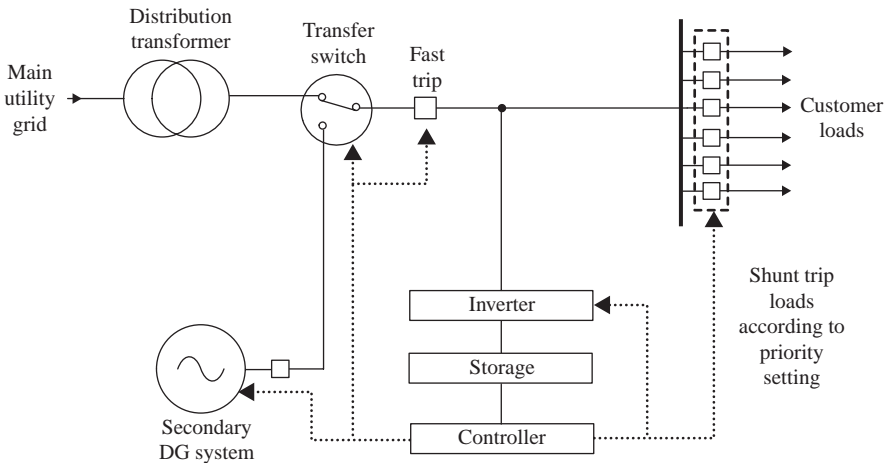 Distribution
transformer
Transfer
switch
Fast
trip
Main
utility
grid
Customer
loads
Shunt trip
loads
according to
priority
setting
Inverter
Storage
Controller
Secondary
DG system